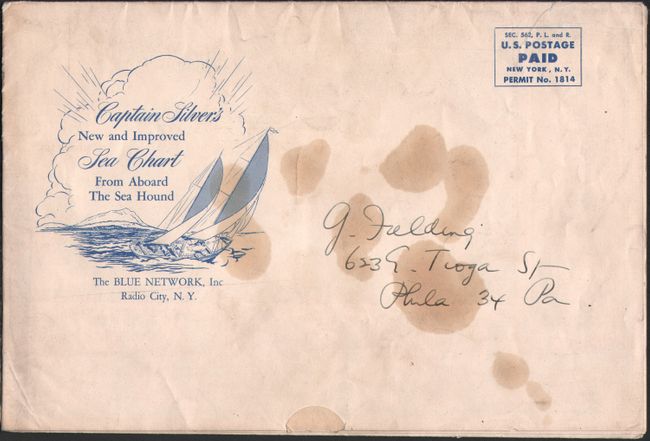 SEC. 562, P. L. and R.
U.S. POSTAGE
PAID
NEW YORK, N. Y.
PERMIT No. 1814
Captain Silver's
New and Improved
Sea Chart
From Aboard
The Sea Hound
The BLUE NETWORK, Inc
Radio City, N. Y.
G. Fielding
623 E. Tioga St
Phila 34 Pa